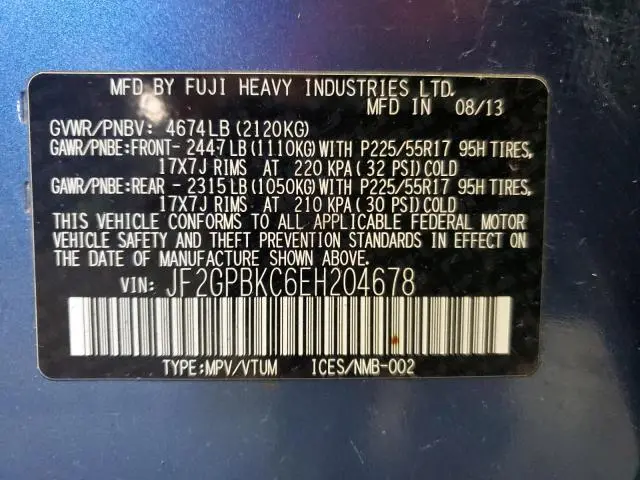 MFD BY FUJI HEAVY INDUSTRIES LTD.
MFD IN 08/13
GVWR/PNBV: 4674LB(2120KG)
GAWR/PNBE:FRONT- 2447LB(1110KG)WITH P225/55R17 95H TIRES,
17X7J RIMS AT 220 KPA(32 PSI)COLD
GAWR/PNBE:REAR - 2315LB(1050KG)WITH P225/55R17 95H TIRES,
17X7J RIMS AT 210 KPA(30 PSI)COLD
THIS VEHICLE CONFORMS TO ALL APPLICABLE FEDERAL MOTOR
VEHICLE SAFETY AND THEFT PREVENTION STANDARDS IN EFFECT ON
THE DATE OF MANUFACTURE SHOWN ABOVE.
VIN: JF2GPBKC6EH204678
TYPE:MPV/VTUM ICES/NMB-002